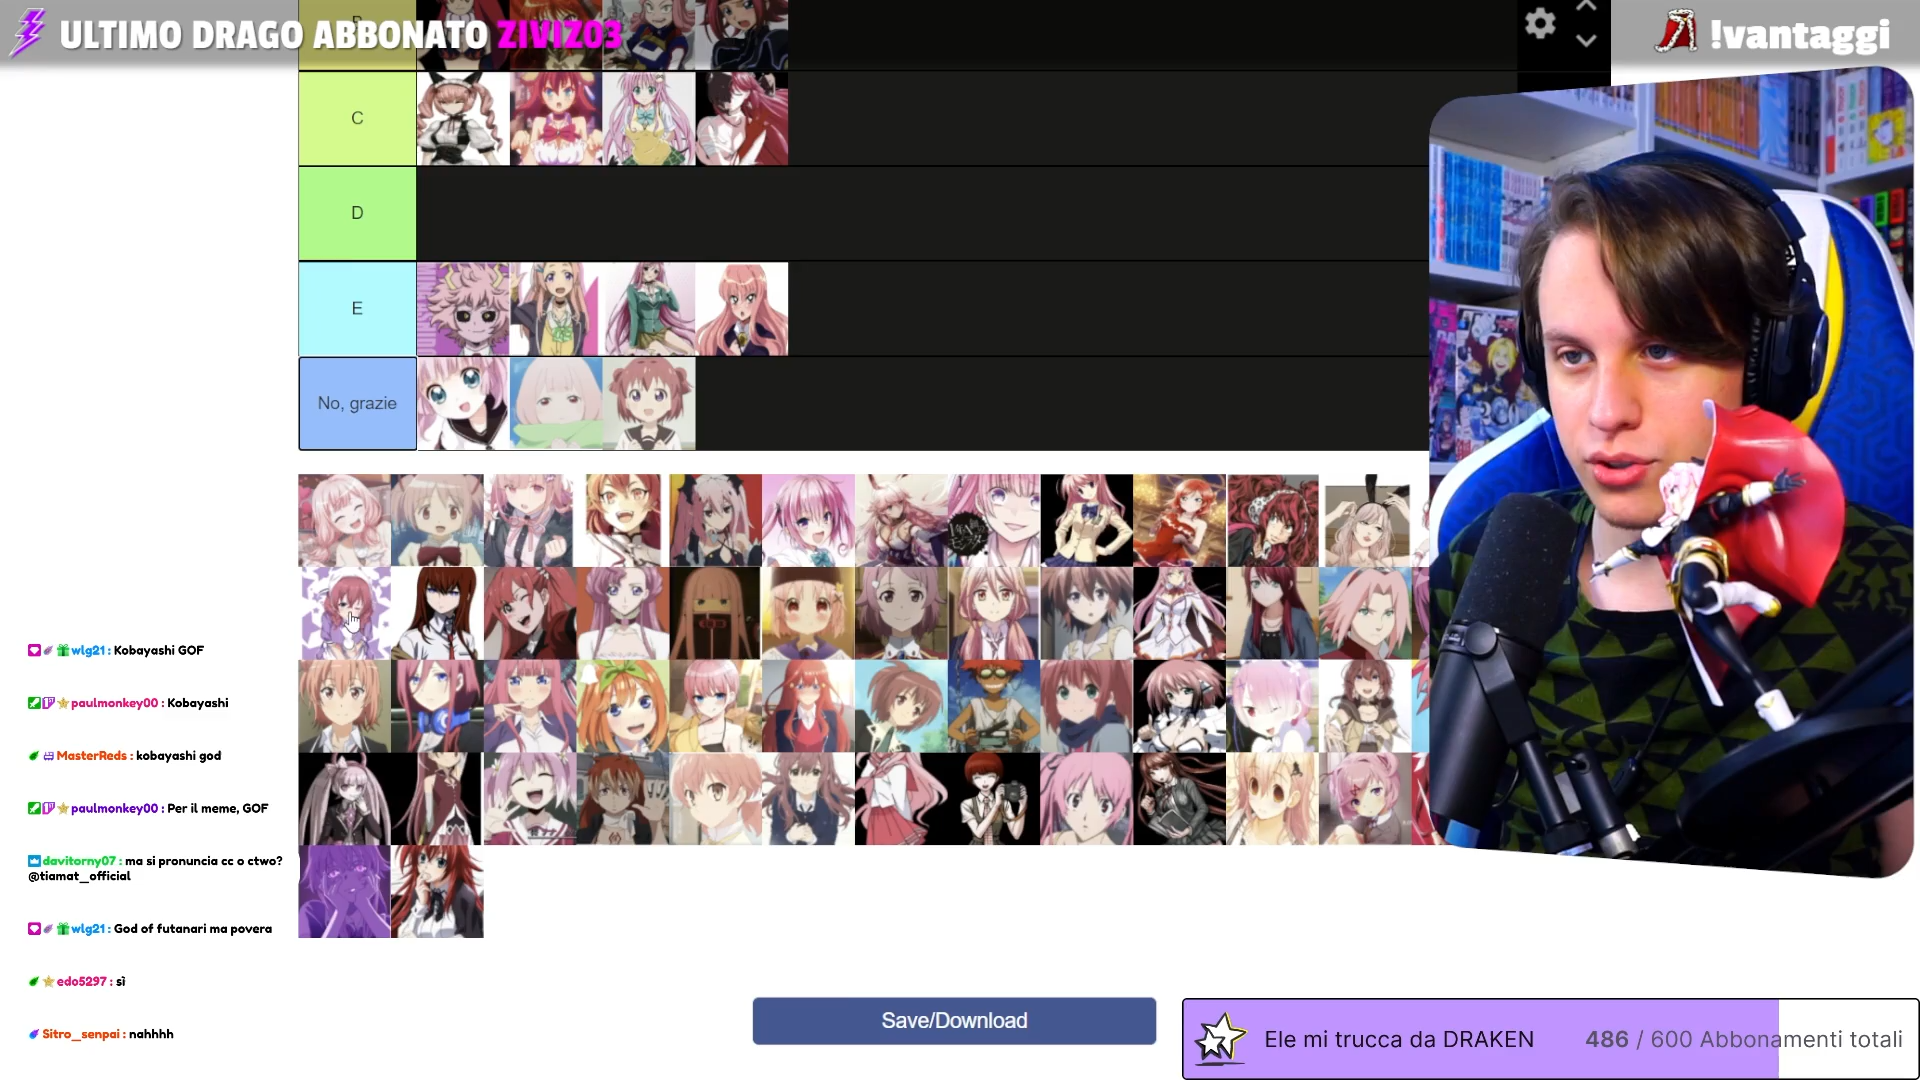 ULTIMO DRAGO ABBONATO ZIVIZ03
!vantaggi
C
D
E
No, grazie
wlg21 : Kobayashi GOF
paulmonkey00 : Kobayashi
MasterReds : kobayashi god
paulmonkey00 : Per il meme, GOF
davitorny07 : ma si pronuncia cc o ctwo?
@tiamat_official
wlg21 : God of futanari ma povera
edo5297 : sì
Sitro_senpai : nahhhh
Save/Download
Ele mi trucca da DRAKEN 486 / 600 Abbonamenti totali